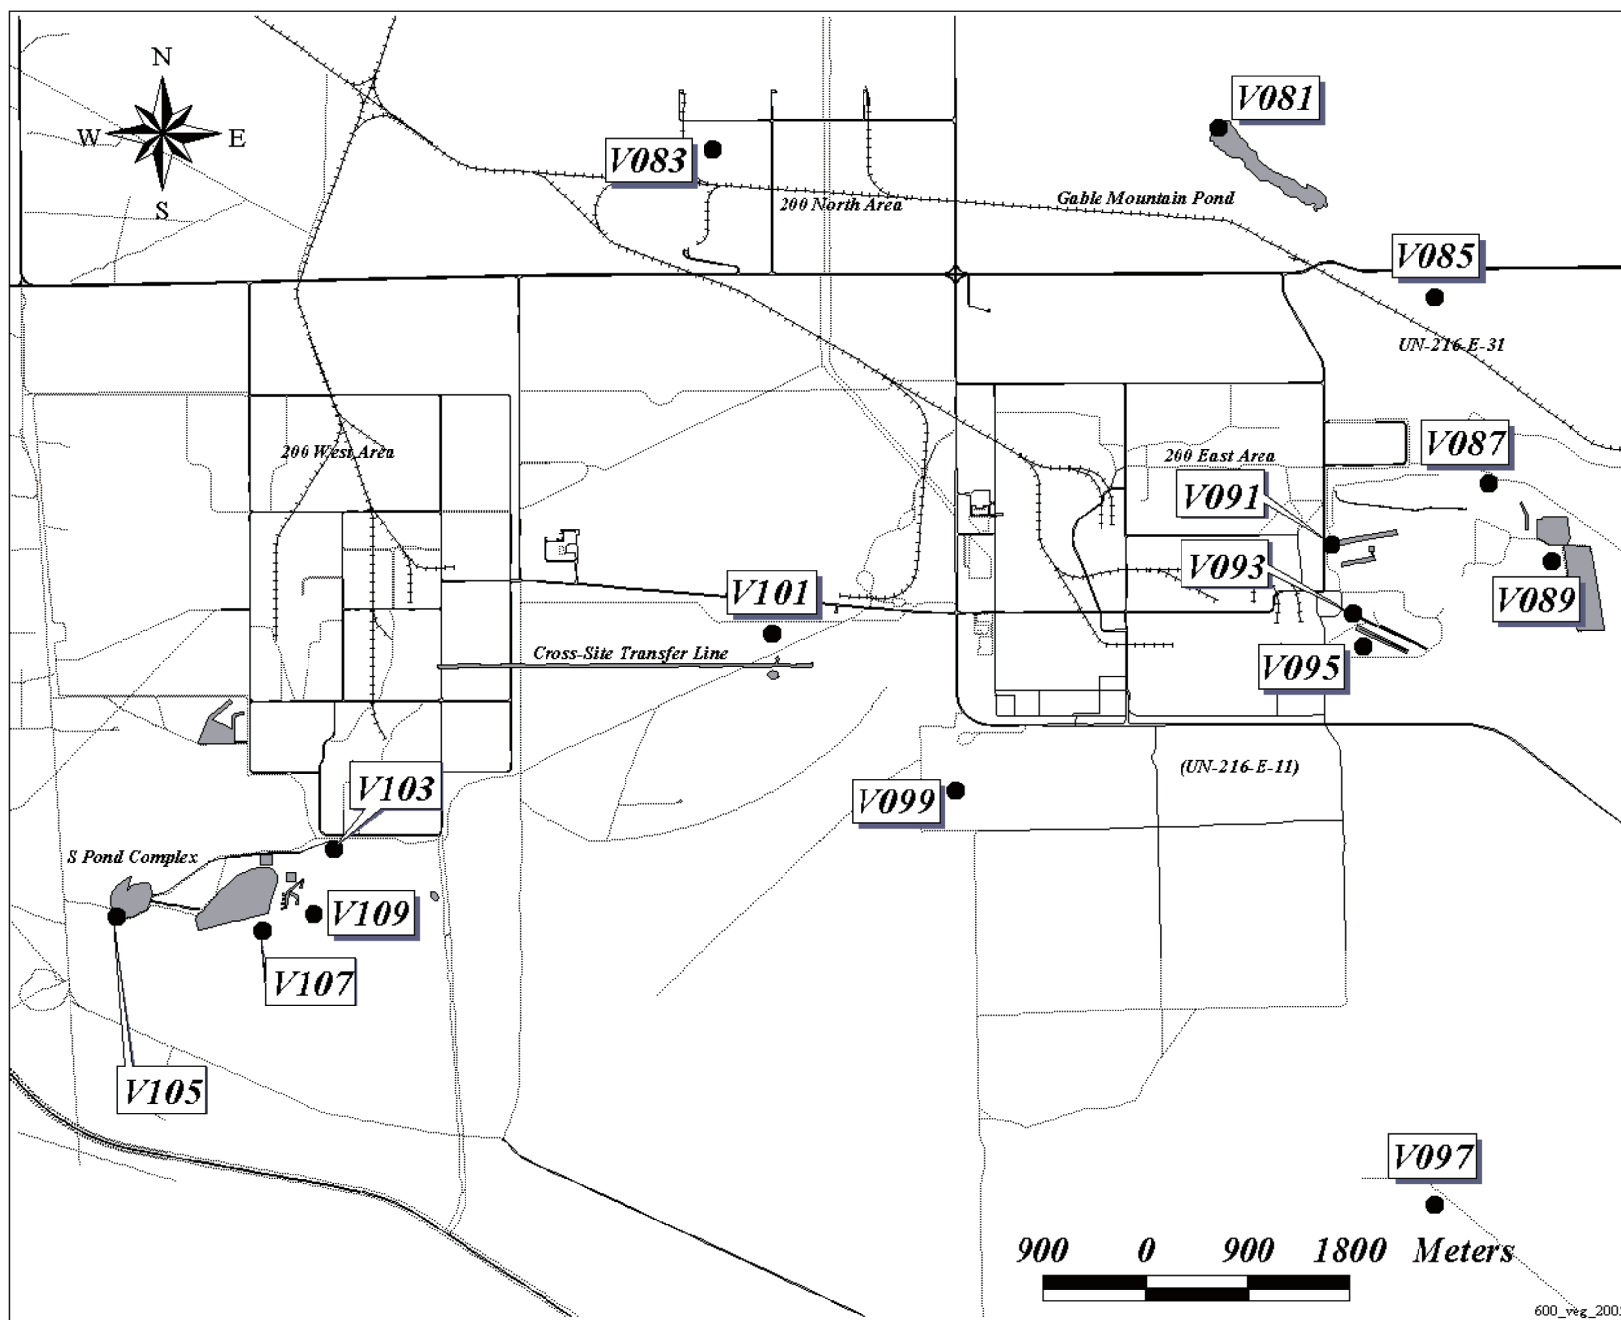 N
W
E
S
V081
V083
200 North Area
Gable Mountain Pond
V085
UN-216-E-31
200 West Area
200 East Area
V087
V091
V093
V089
V101
V095
Cross-Site Transfer Line
(UN-216-E-11)
V103
V099
S Pond Complex
V109
V107
V105
V097
900 0 900 1800 Meters